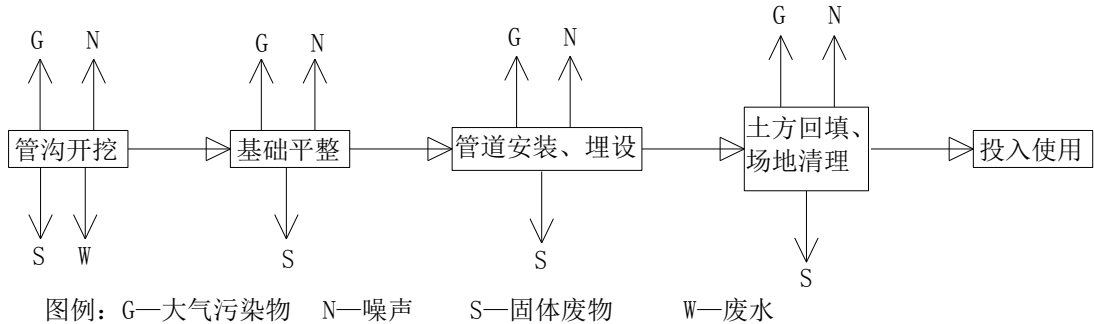 G N G N G N G N
管沟开挖 基础平整 管道安装、埋设 土方回填、
场地清理 投入使用
S W S S S
图例：G—大气污染物 N—噪声 S—固体废物 W—废水